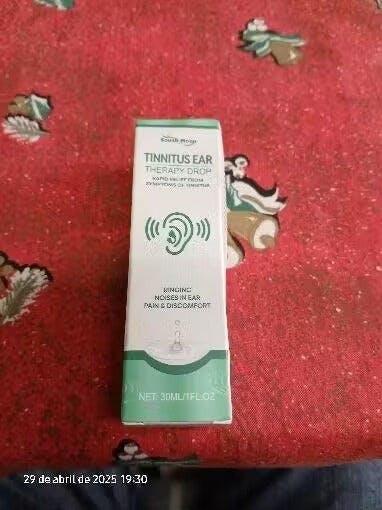 South Moon
TINNITUS EAR
THERAPY DROP
RAPID RELIEF FROM
SYMPTOMS OF TINNITUS
RINGING
NOISES IN EAR
PAIN & DISCOMFORT
NET: 30ML/1FL.OZ
29 de abril de 2025 19:30